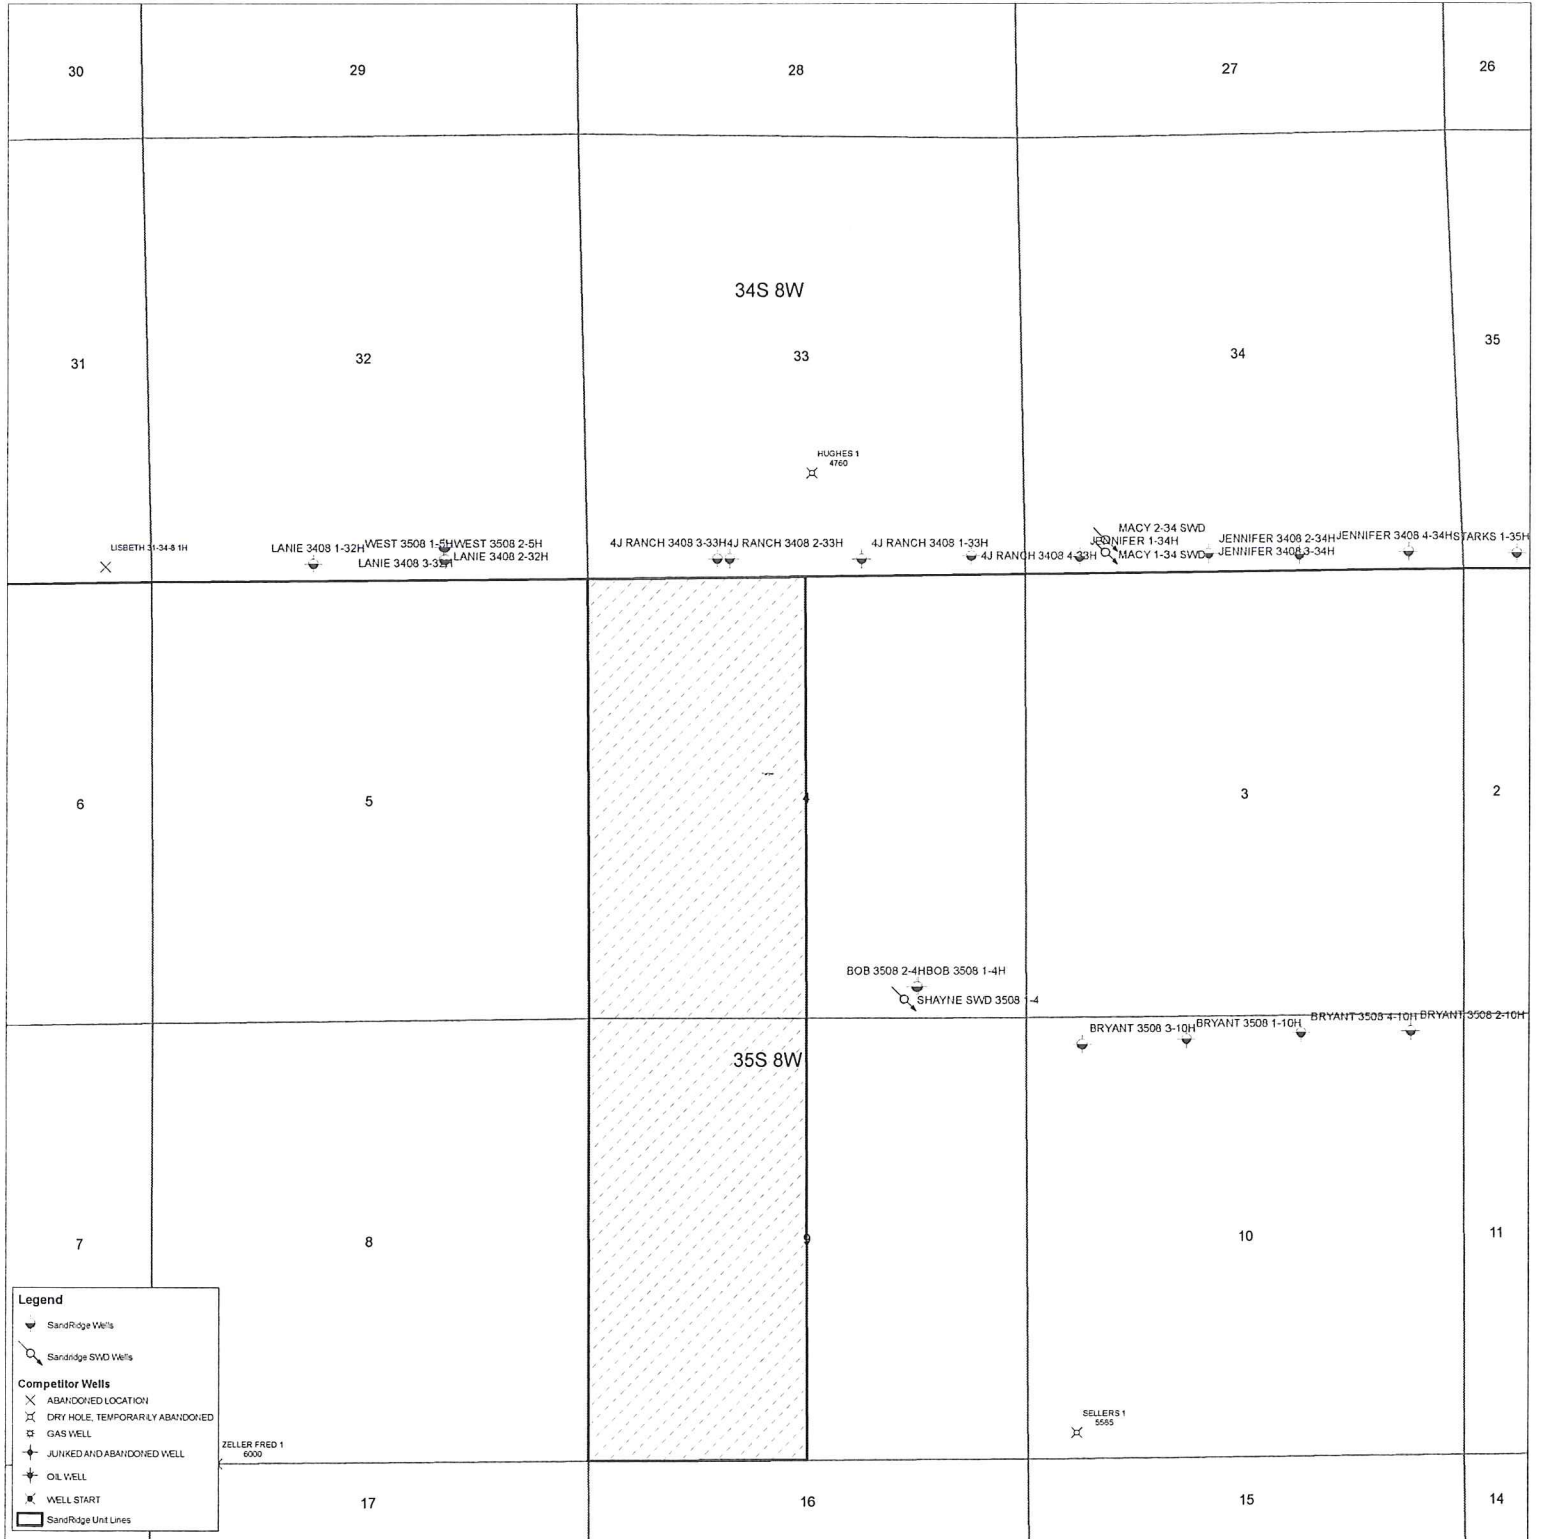 30
29
28
27
26
34S 8W
31
32
33
34
35
HUGHES 1
4760
LISBETH 31-34-8 1H
LANIE 3408 1-32H
WEST 3508 1-5H
WEST 3508 2-5H
LANIE 3408 3-32H
LANIE 3408 2-32H
4J RANCH 3408 3-33H
4J RANCH 3408 2-33H
4J RANCH 3408 1-33H
4J RANCH 3408 4-33H
MACY 2-34 SWD
JENNIFER 1-34H
MACY 1-34 SWD
JENNIFER 3408 2-34H
JENNIFER 3408 3-34H
JENNIFER 3408 4-34H
STARKS 1-35H
6
5
4
3
2
BOB 3508 2-4H
BOB 3508 1-4H
SHAYNE SWD 3508 1-4
BRYANT 3508 3-10H
BRYANT 3508 1-10H
BRYANT 3508 4-10H
BRYANT 3508 2-10H
35S 8W
7
8
9
10
11
SELLERS 1
5585
ZELLER FRED 1
6000
17
16
15
14
Legend
SandRidge Wells
Sandridge SWD Wells
Competitor Wells
ABANDONED LOCATION
DRY HOLE, TEMPORARILY ABANDONED
GAS WELL
JUNKED AND ABANDONED WELL
OIL WELL
WELL START
SandRidge Unit Lines